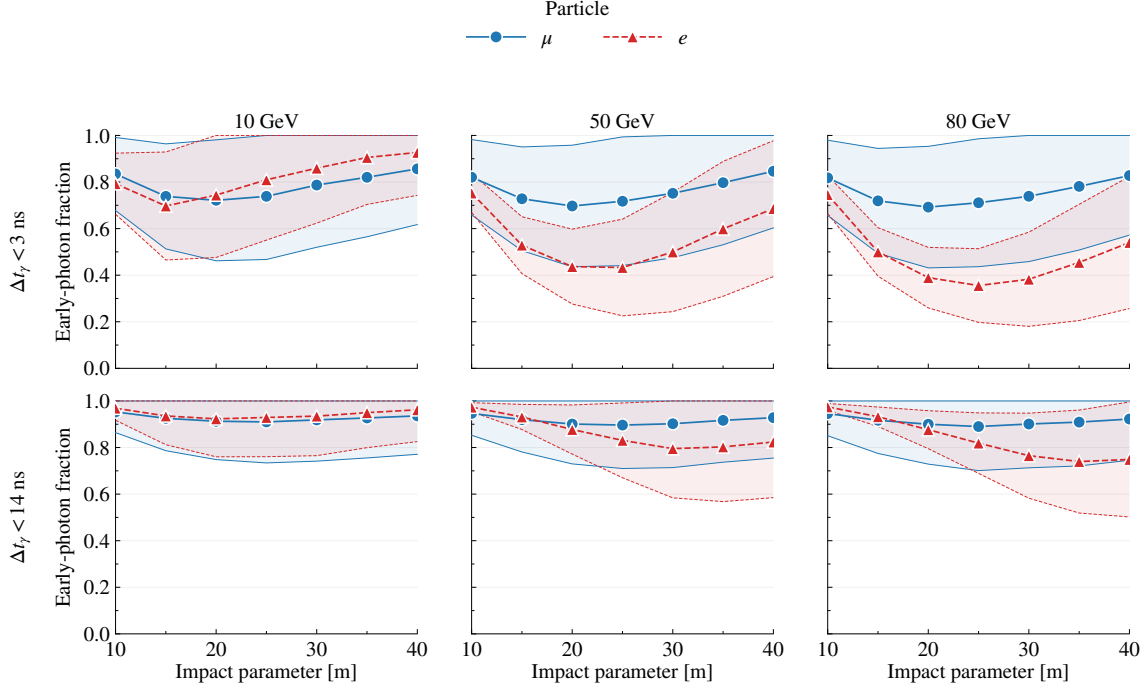 Particle
μ e
10 GeV 50 GeV 80 GeV
Δtγ < 3 ns
Early-photon fraction
1.0
0.8
0.6
0.4
0.2
0.0
Δtγ < 14 ns
Early-photon fraction
1.0
0.8
0.6
0.4
0.2
0.0
10 20 30 40 10 20 30 40 10 20 30 40
Impact parameter [m] Impact parameter [m] Impact parameter [m]